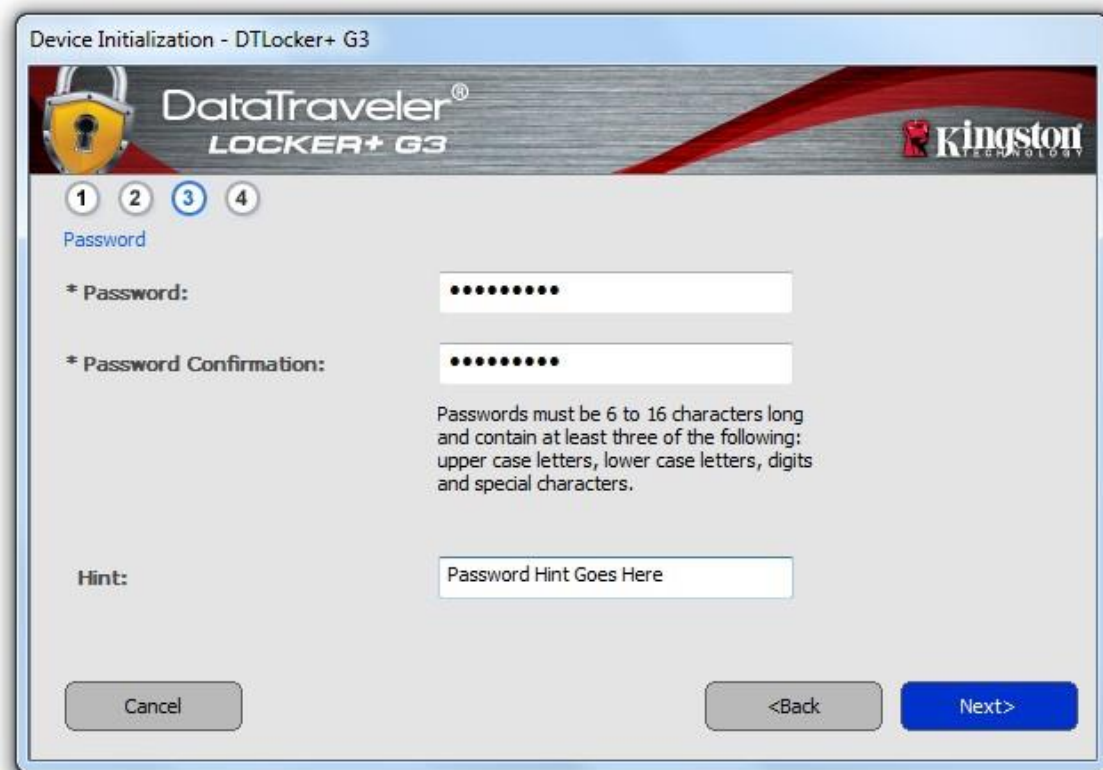 Device Initialization - DTLocker+ G3
DataTraveler®
LOCKER+ G3
Kingston
TECHNOLOGY
1 2 3 4
Password
* Password:
•••••••••
* Password Confirmation:
•••••••••
Passwords must be 6 to 16 characters long
and contain at least three of the following:
upper case letters, lower case letters, digits
and special characters.
Hint:
Password Hint Goes Here
Cancel
<Back
Next>